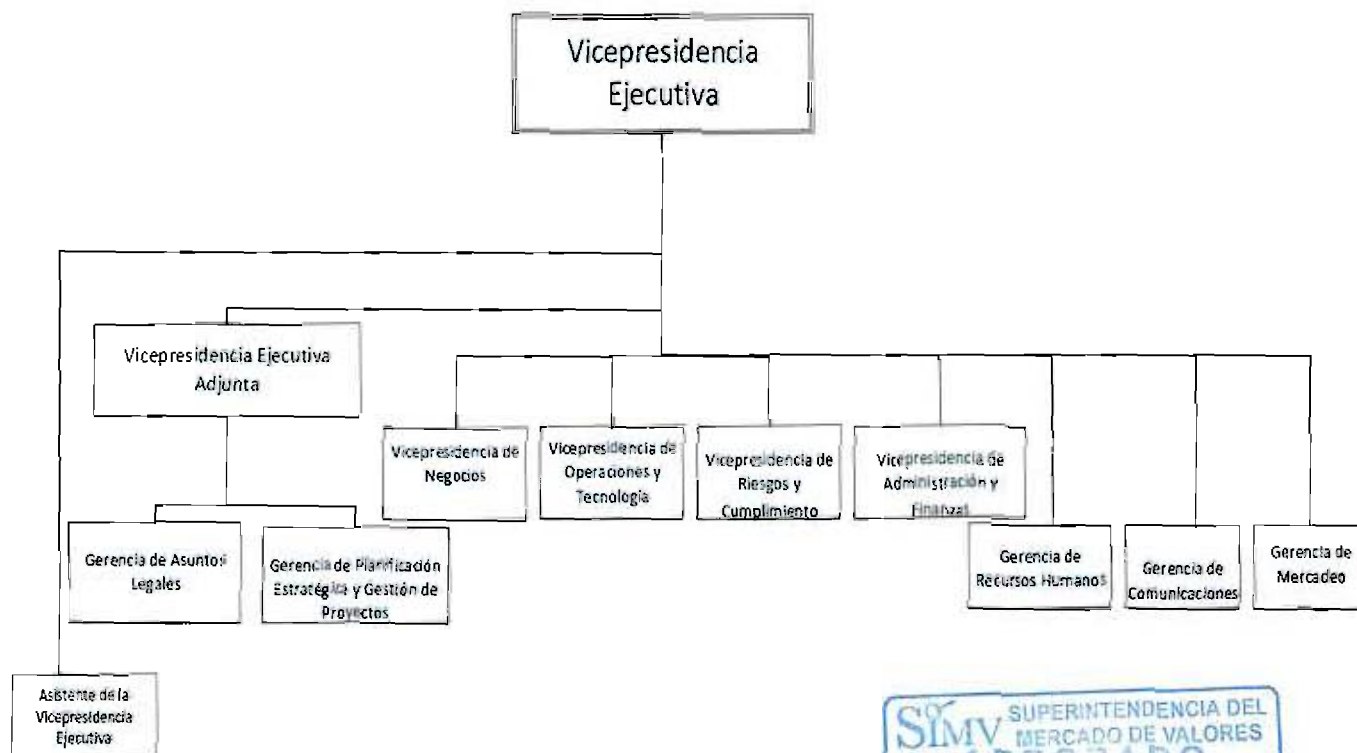 Vicepresidencia
Ejecutiva
Vicepresidencia Ejecutiva
Adjunta
Vicepresidencia de
Negocios
Vicepresidencia de
Operaciones y
Tecnología
Vicepresidencia de
Riesgos y
Cumplimiento
Vicepresidencia de
Administración y
Finanzas
Gerencia de Asuntos
Legales
Gerencia de Planificación
Estratégica y Gestión de
Proyectos
Gerencia de
Recursos Humanos
Gerencia de
Comunicaciones
Gerencia de
Mercadeo
Asistente de la
Vicepresidencia
Ejecutiva
SIMV SUPERINTENDENCIA DEL
MERCADO DE VALORES